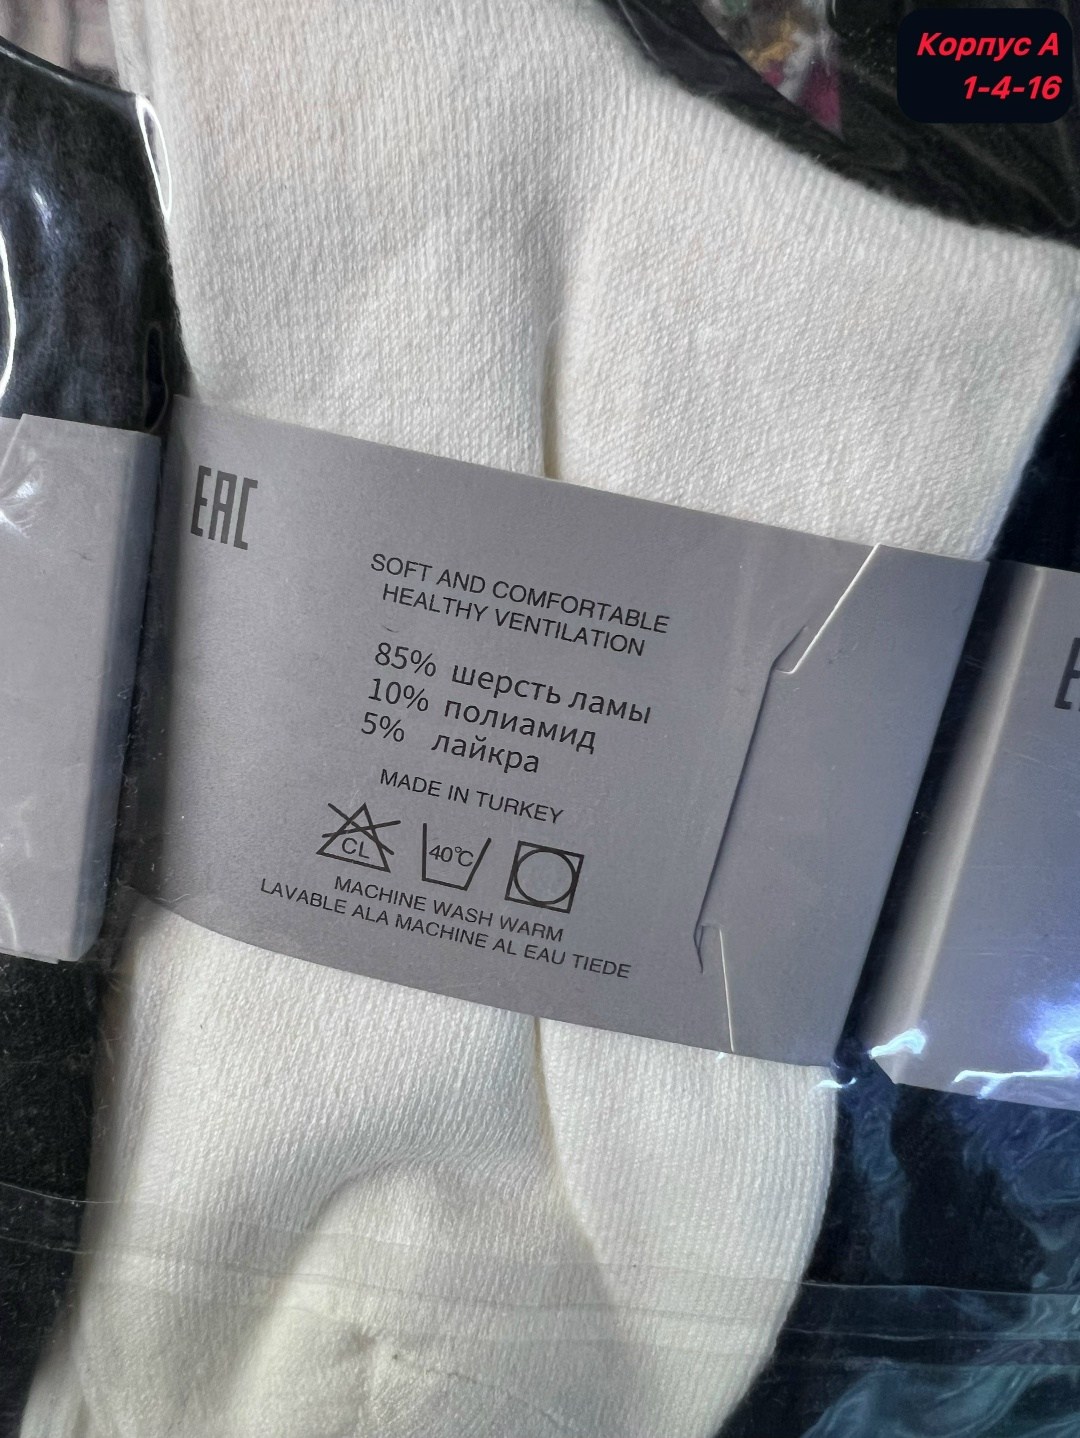 Корпус А
1-4-16
EAC
SOFT AND COMFORTABLE
HEALTHY VENTILATION
85% шерсть ламы
10% полиамид
5% лайкра
MADE IN TURKEY
CL
40°C
MACHINE WASH WARM
LAVABLE ALA MACHINE AL EAU TIEDE